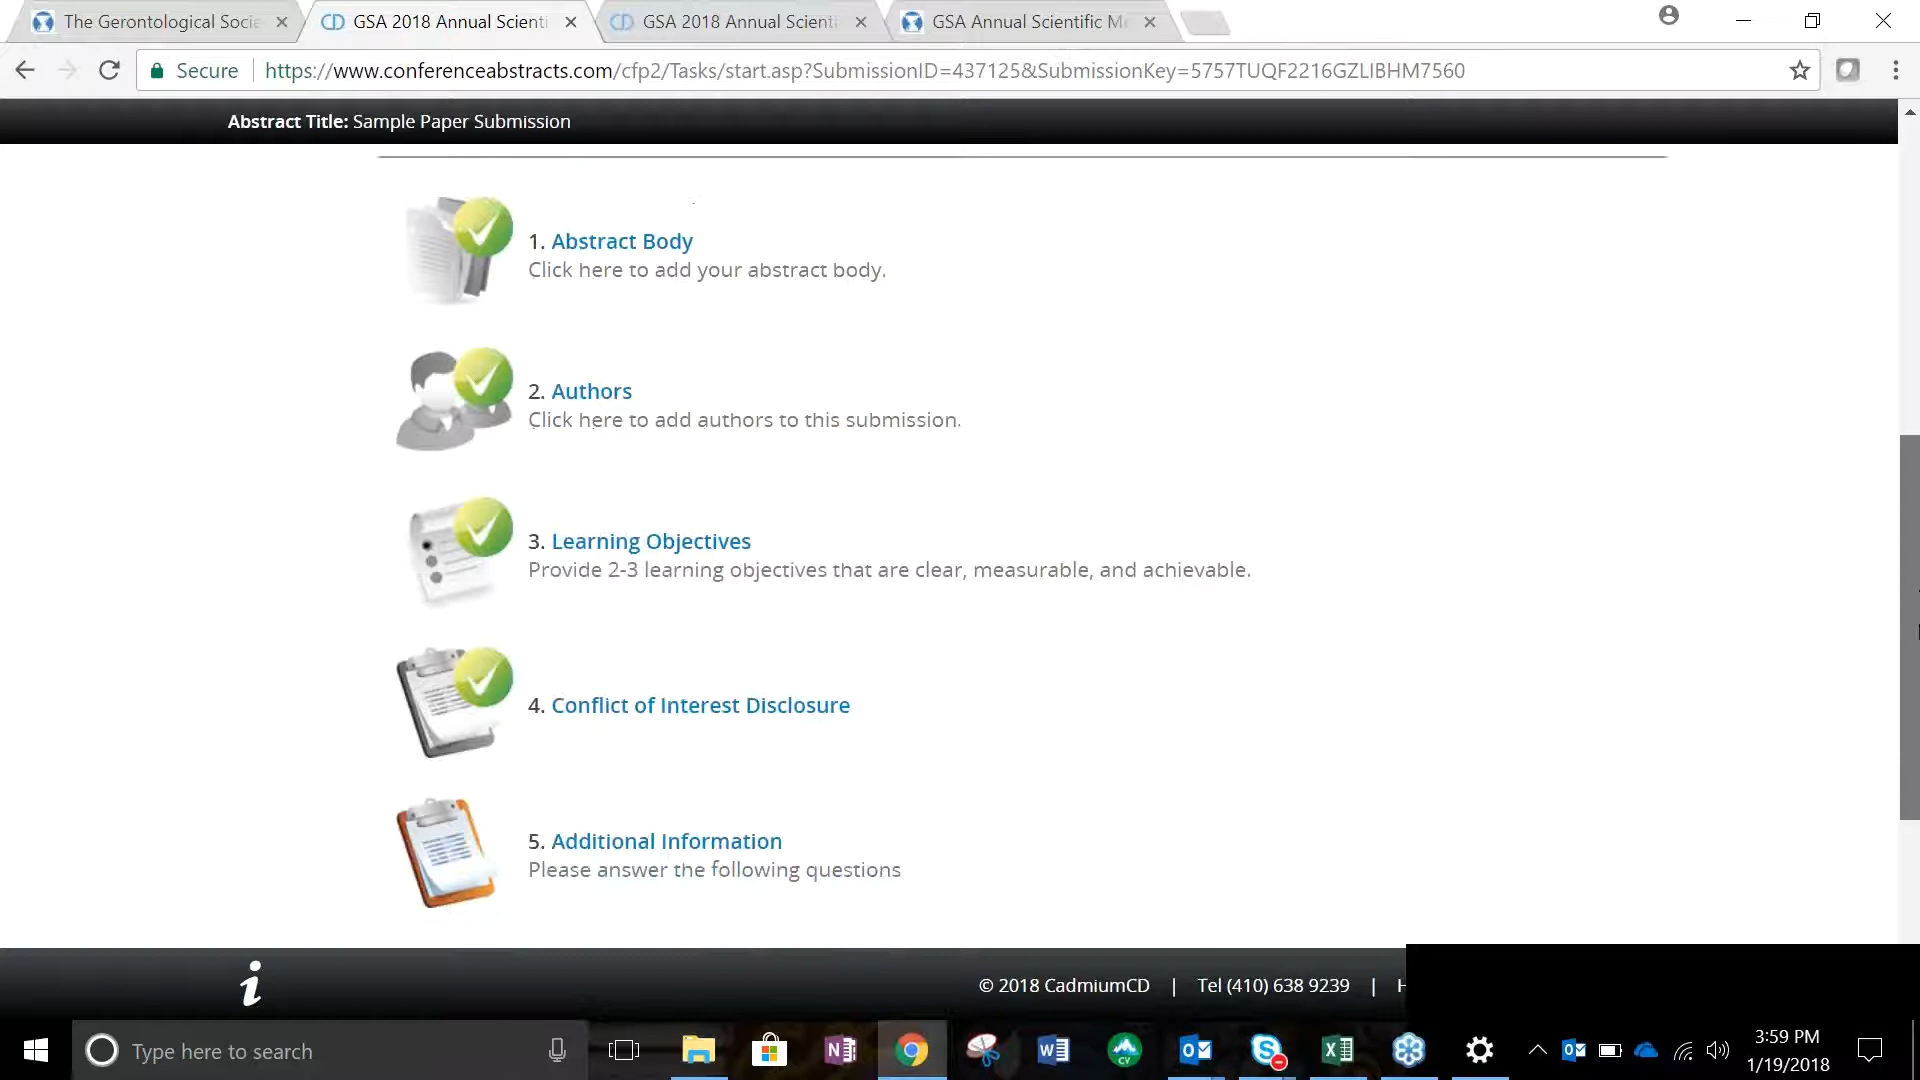 The Gerontological Socie
GSA 2018 Annual Scienti
GSA 2018 Annual Scienti
GSA Annual Scientific Me
Secure
https://www.conferenceabstracts.com/cfp2/Tasks/start.asp?SubmissionID=437125&SubmissionKey=5757TUQF2216GZLIBHM7560
Abstract Title: Sample Paper Submission
1. Abstract Body
Click here to add your abstract body.
2. Authors
Click here to add authors to this submission.
3. Learning Objectives
Provide 2-3 learning objectives that are clear, measurable, and achievable.
4. Conflict of Interest Disclosure
5. Additional Information
Please answer the following questions
© 2018 CadmiumCD | Tel (410) 638 9239 |
Type here to search
3:59 PM
1/19/2018